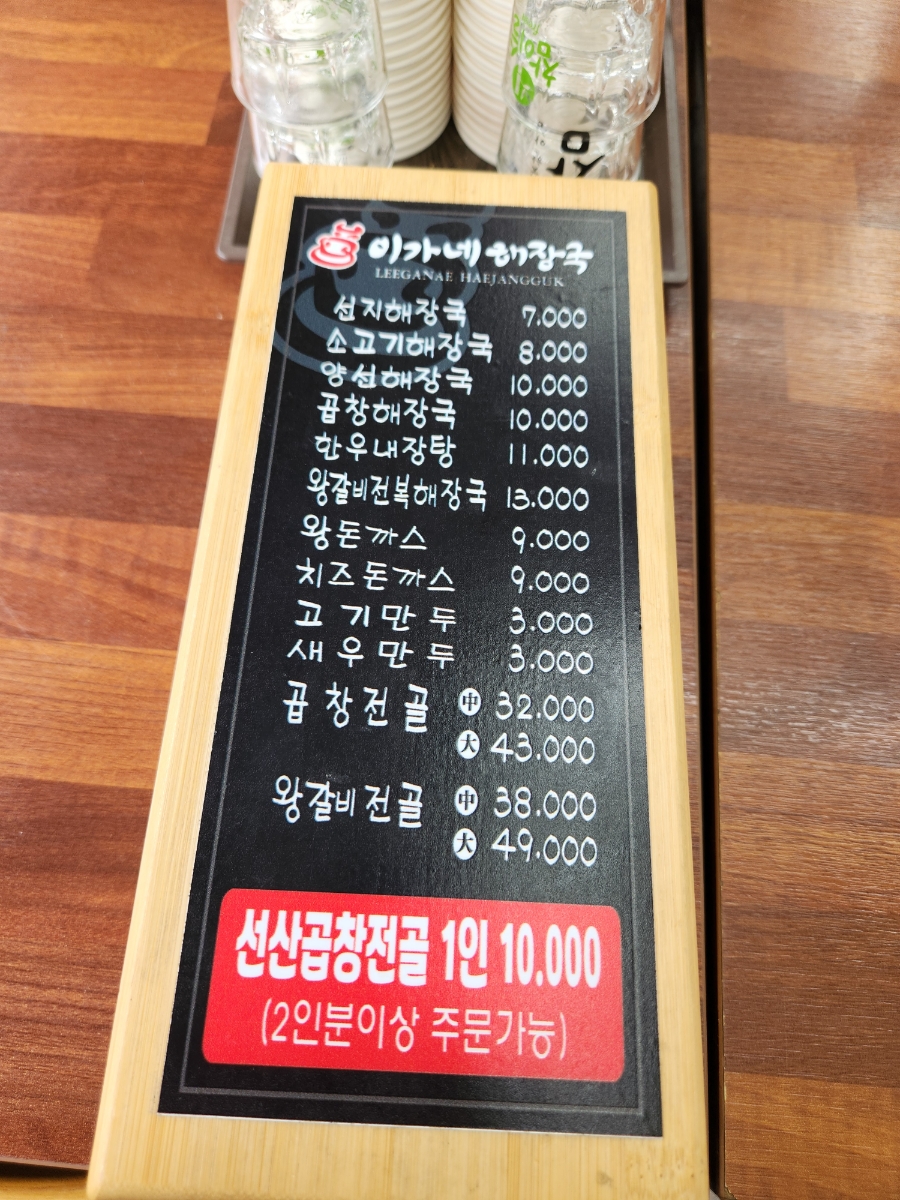 이가네해장국
LEEGANAE HAEJANGGUK
선지해장국 7.000
소고기해장국 8.000
양선해장국 10.000
곱창해장국 10.000
한우내장탕 11.000
왕갈비전복해장국 13.000
왕돈까스 9.000
치즈돈까스 9.000
고기만두 3.000
새우만두 3.000
곱창전골 中 32.000
大 43.000
왕갈비전골 中 38.000
大 49.000
선산곱창전골 1인 10.000
(2인분이상 주문가능)